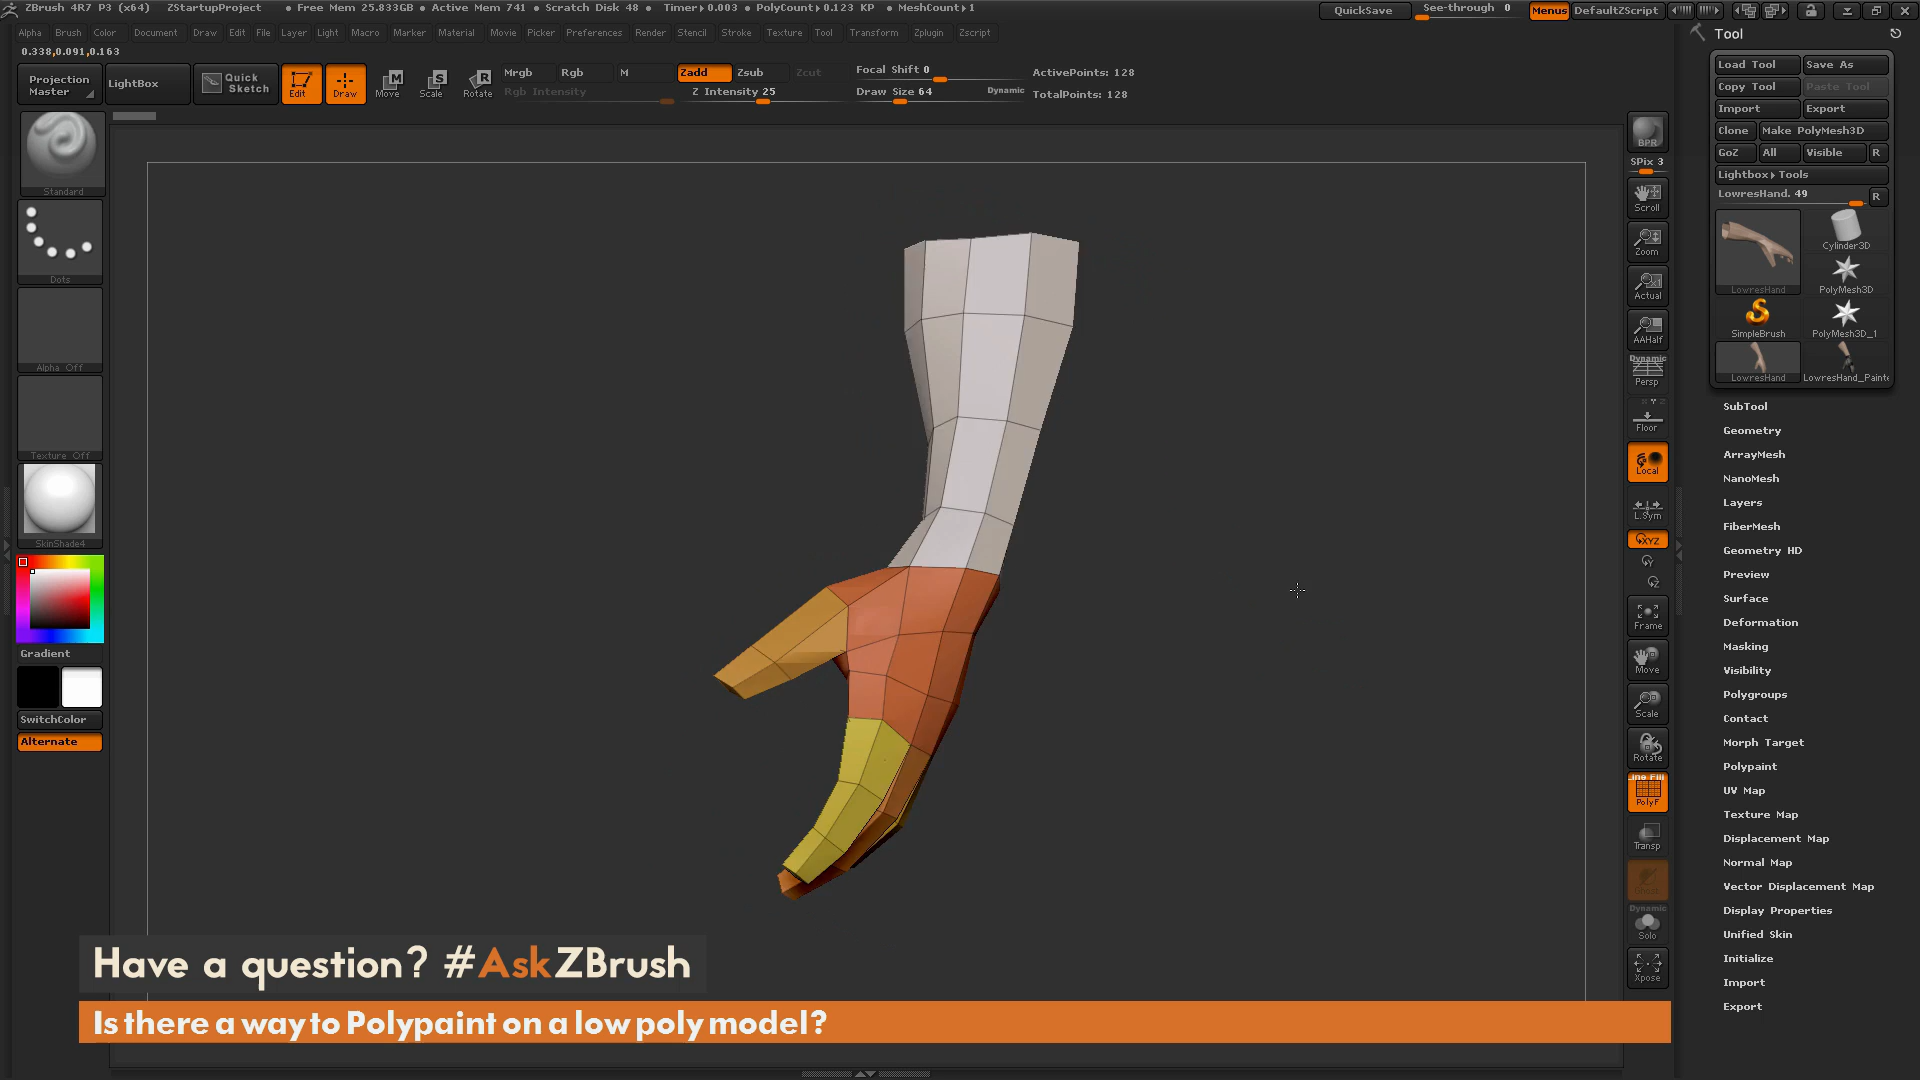 ZBrush 4R7 P3 (x64) ZStartupProject • Free Mem 25.833GB • Active Mem 741 • Scratch Disk 48 • Timer▸0.003 • PolyCount▸0.123 KP • MeshCount▸1 QuickSave See-through 0 Menus DefaultZScript
Alpha Brush Color Document Draw Edit File Layer Light Macro Marker Material Movie Picker Preferences Render Stencil Stroke Texture Tool Transform Zplugin Zscript
0.338,0.091,0.163
Projection Master
LightBox
Quick Sketch
Edit
Draw
Move
Scale
Rotate
Mrgb Rgb M Zadd Zsub Zcut
Rgb Intensity Z Intensity 25
Focal Shift 0
Draw Size 64 Dynamic
ActivePoints: 128
TotalPoints: 128
Standard
Dots
Alpha Off
Texture Off
SkinShade4
Gradient
SwitchColor
Alternate
BPR
SPix 3
Scroll
Zoom
Actual
AAHalf
Dynamic
Persp
Floor
Local
L.Sym
XYZ
Y
Z
Frame
Move
Scale
Rotate
Line Fill
PolyF
Transp
Dynamic
Solo
Xpose
Tool
Load Tool Save As
Copy Tool Paste Tool
Import Export
Clone Make PolyMesh3D
GoZ All Visible R
Lightbox▸Tools
LowresHand. 49 R
LowresHand
Cylinder3D
PolyMesh3D
SimpleBrush PolyMesh3D_1
LowresHand LowresHand_Painte
SubTool
Geometry
ArrayMesh
NanoMesh
Layers
FiberMesh
Geometry HD
Preview
Surface
Deformation
Masking
Visibility
Polygroups
Contact
Morph Target
Polypaint
UV Map
Texture Map
Displacement Map
Normal Map
Vector Displacement Map
Display Properties
Unified Skin
Initialize
Import
Export
Have a question? #AskZBrush
Is there a way to Polypaint on a low poly model?